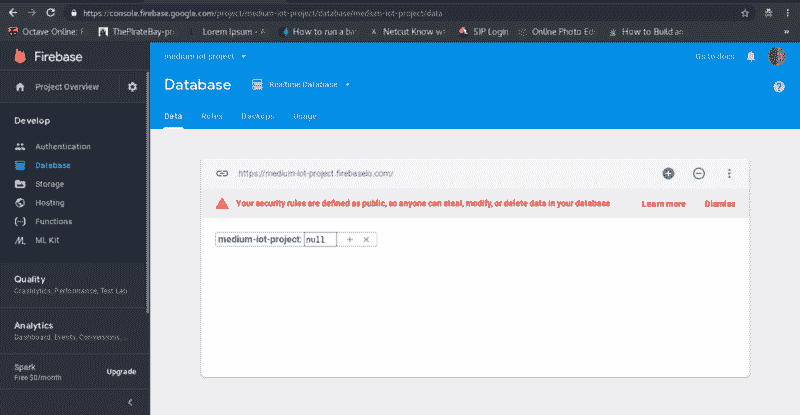 https://console.firebase.google.com/project/medium-iot-project/database/medium-iot-project/data
Octave Online: F ThePirateBay-pro Lorem Ipsum - A How to run a ba Netcut Know w SJP Login Online Photo Edi How to Build an »
Firebase
medium-iot-project
Go to docs
Project Overview
Database
Realtime Database
Develop
Data Rules Backups Usage
Authentication
Database
Storage
Hosting
Functions
ML Kit
https://medium-iot-project.firebaseio.com/
Your security rules are defined as public, so anyone can steal, modify, or delete data in your database
Learn more Dismiss
medium-iot-project: null + ×
Quality
Crashlytics, Performance, Test Lab
Analytics
Dashboard, Events, Conversions, ...
Spark
Free $0/month
Upgrade